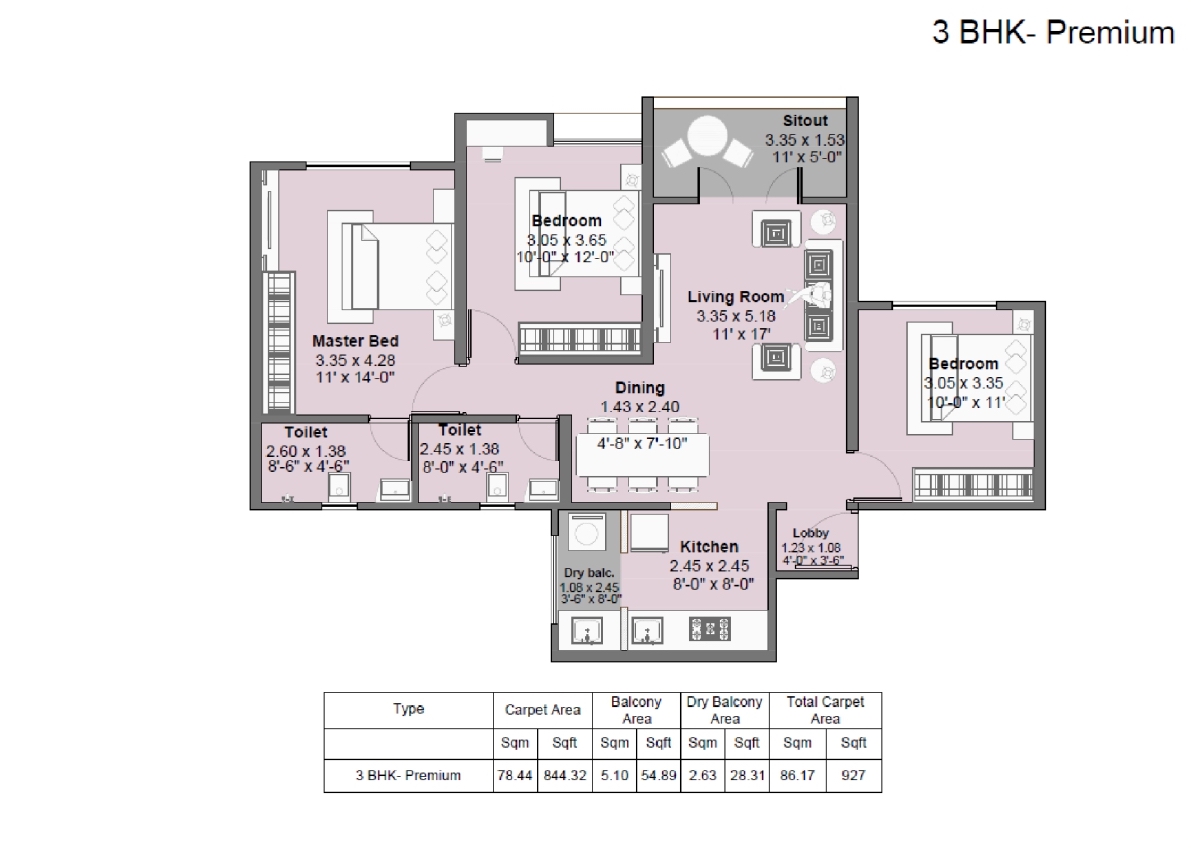 3 BHK- Premium
Sitout
3.35 x 1.53
11' x 5'-0"
Bedroom
3.05 x 3.65
10'-0" x 12'-0"
Living Room
3.35 x 5.18
11' x 17'
Master Bed
3.35 x 4.28
11' x 14'-0"
Bedroom
3.05 x 3.35
10'-0" x 11'
Dining
1.43 x 2.40
4'-8" x 7'-10"
Toilet
2.60 x 1.38
8'-6" x 4'-6"
Toilet
2.45 x 1.38
8'-0" x 4'-6"
Lobby
1.23 x 1.08
4'-0" x 3'-6"
Kitchen
2.45 x 2.45
8'-0" x 8'-0"
Dry balc.
1.08 x 2.45
3'-6" x 8'-0"
Type Carpet Area Balcony Area Dry Balcony Area Total Carpet Area
Sqm Sqft Sqm Sqft Sqm Sqft Sqm Sqft
3 BHK- Premium 78.44 844.32 5.10 54.89 2.63 28.31 86.17 927